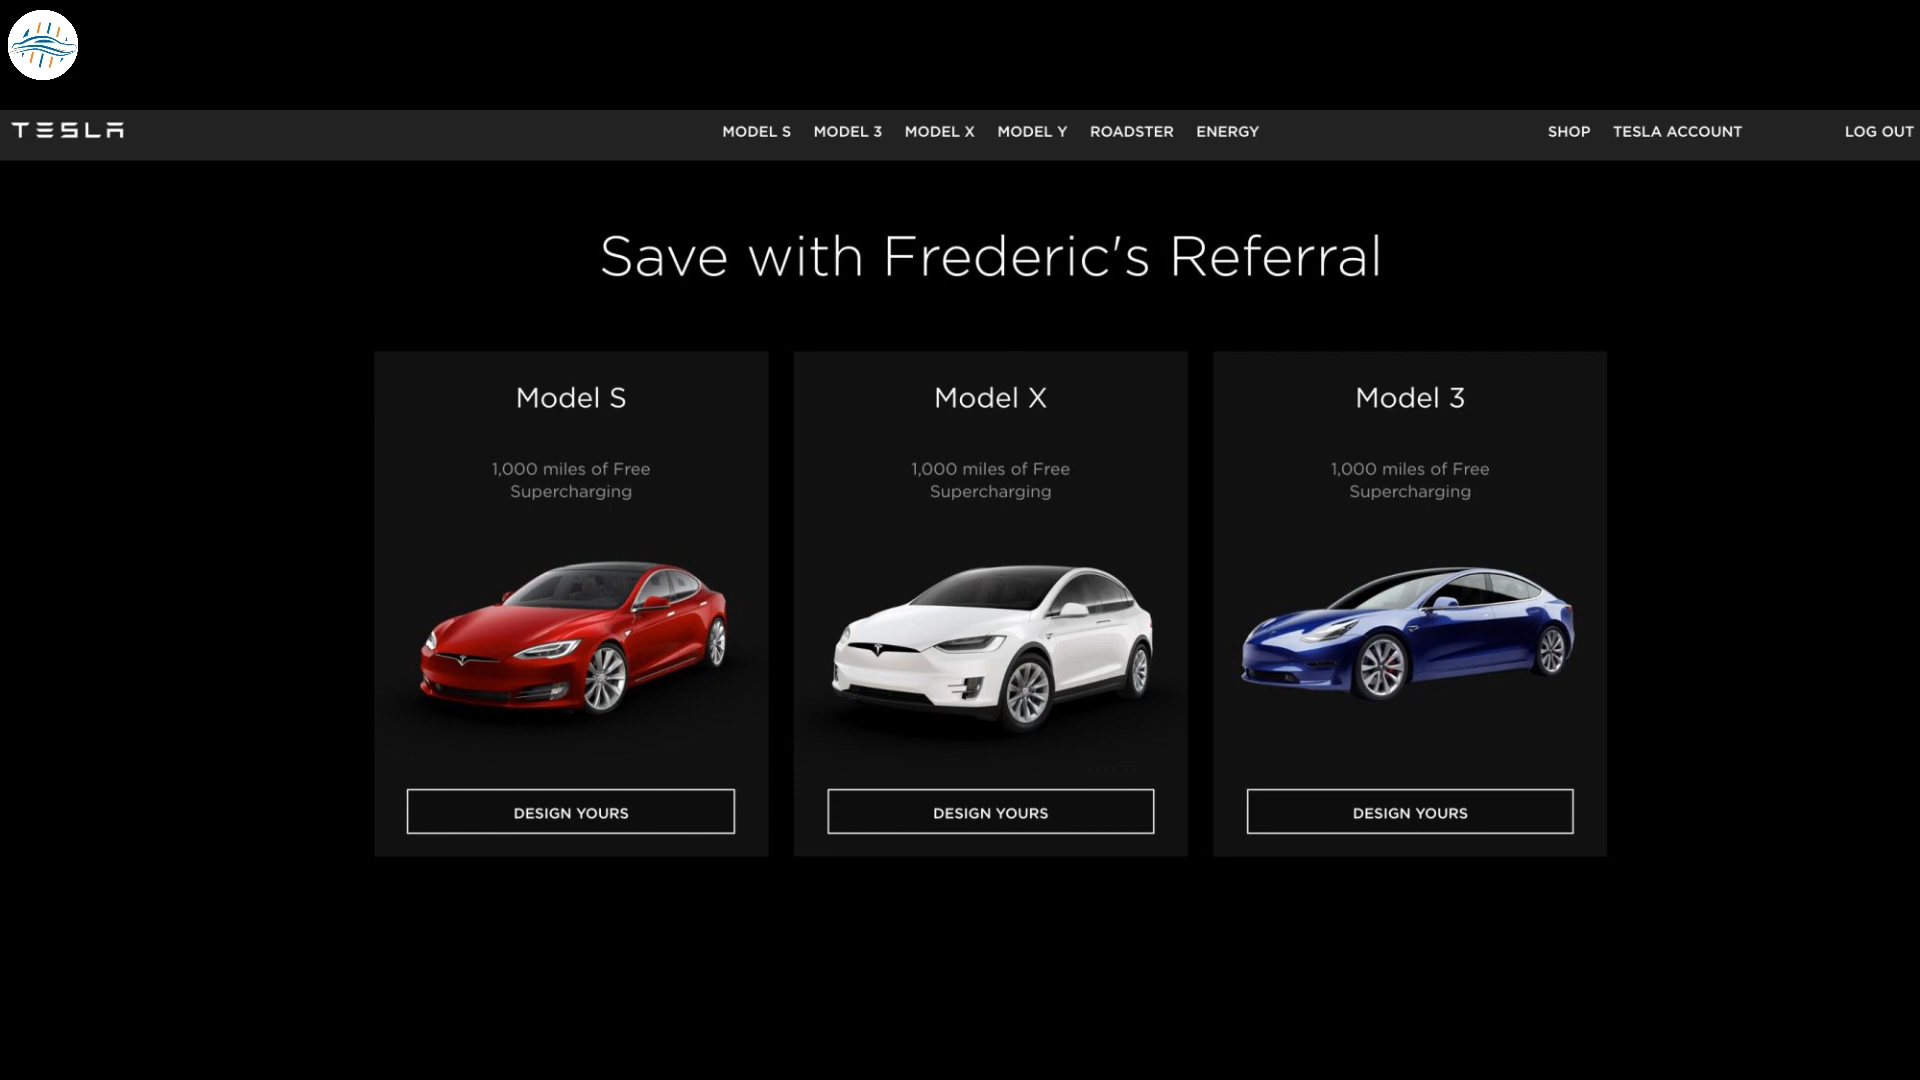 TESLA
MODEL S MODEL 3 MODEL X MODEL Y ROADSTER ENERGY
SHOP TESLA ACCOUNT LOG OUT
Save with Frederic's Referral
Model S
1,000 miles of Free
Supercharging
DESIGN YOURS
Model X
1,000 miles of Free
Supercharging
DESIGN YOURS
Model 3
1,000 miles of Free
Supercharging
DESIGN YOURS